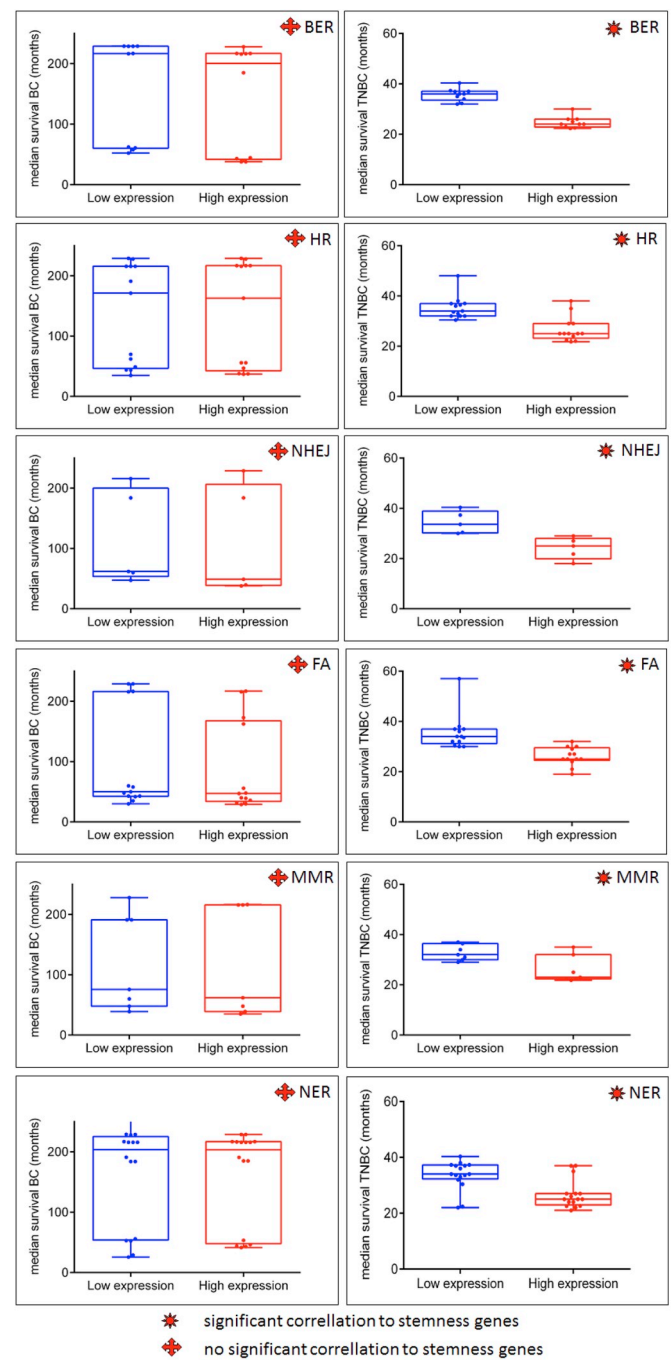 BER
median survival BC (months)
200
100
0
Low expression
High expression
BER
median survival TNBC (months)
60
40
20
0
Low expression
High expression
HR
median survival BC (months)
200
100
0
Low expression
High expression
HR
median survival TNBC (months)
60
40
20
0
Low expression
High expression
NHEJ
median survival BC (months)
200
100
0
Low expression
High expression
NHEJ
median survival TNBC (months)
60
40
20
0
Low expression
High expression
FA
median survival BC (months)
200
100
0
Low expression
High expression
FA
median survival TNBC (months)
60
40
20
0
Low expression
High expression
MMR
median survival BC (months)
200
100
0
Low expression
High expression
MMR
median survival TNBC (months)
60
40
20
0
Low expression
High expression
NER
median survival BC (months)
200
100
0
Low expression
High expression
NER
median survival TNBC (months)
60
40
20
0
Low expression
High expression
significant correllation to stemness genes
no significant correllation to stemness genes